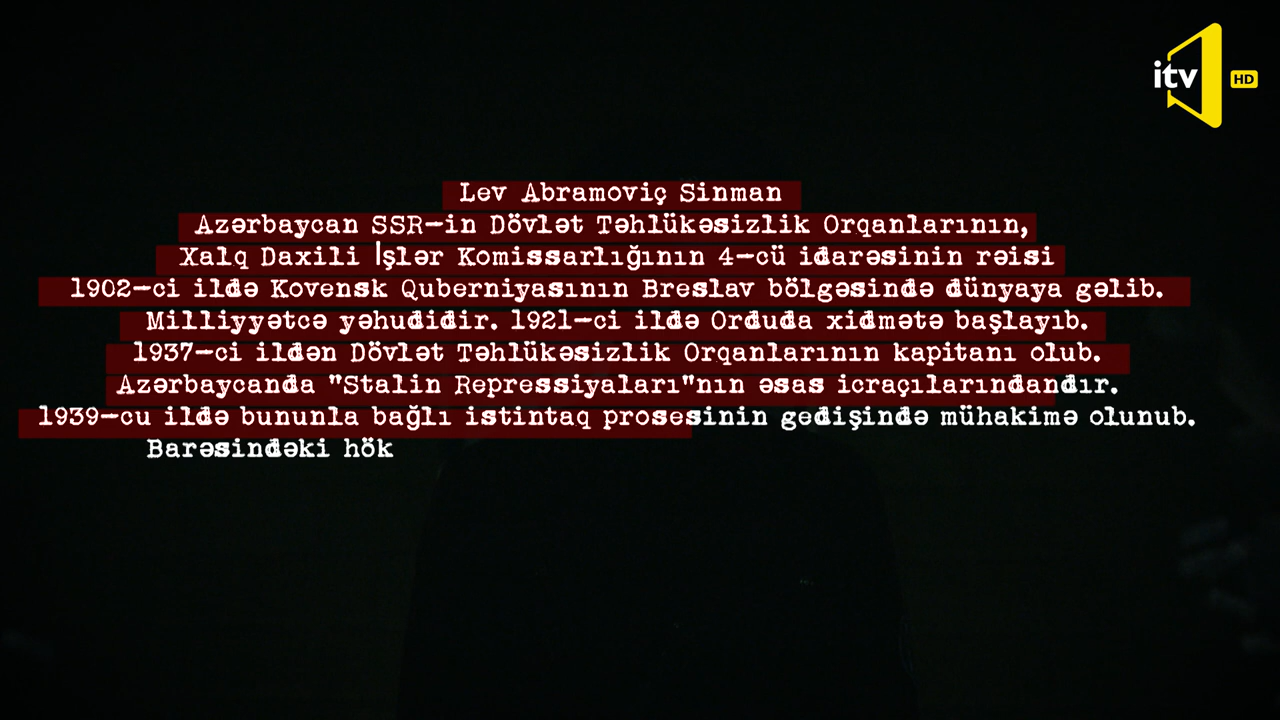 itv
HD
Lev Abramoviç Sinman
Azərbaycan SSR-in Dövlət Təhlükəsizlik Orqanlarının,
Xalq Daxili İşlər Komissarlığının 4-cü idarəsinin rəisi
1902-ci ildə Kovensk Quberniyasının Breslav bölgəsində dünyaya gəlib.
Milliyyətcə yəhudidir. 1921-ci ildə Orduda xidmətə başlayıb.
1937-ci ildən Dövlət Təhlükəsizlik Orqanlarının kapitanı olub.
Azərbaycanda "Stalin Repressiyaları"nın əsas icraçılarındandır.
1939-cu ildə bununla bağlı istintaq prosesinin gedişində mühakimə olunub.
Barəsindəki hök